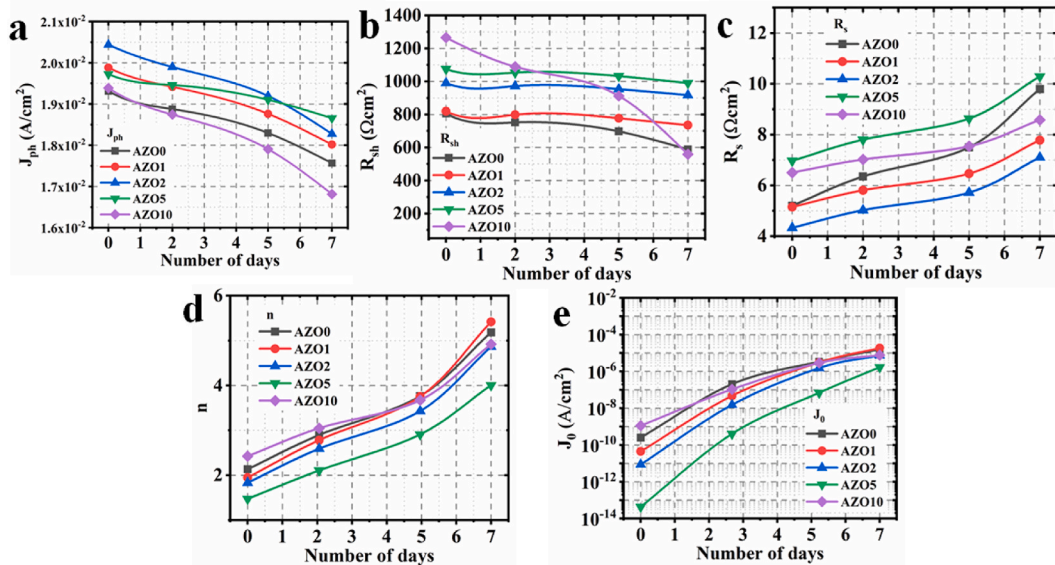 a
J_ph (A/cm²)
2.1x10⁻²
2.0x10⁻²
1.9x10⁻²
1.8x10⁻²
1.7x10⁻²
1.6x10⁻²
J_ph
AZO0
AZO1
AZO2
AZO5
AZO10
0 1 2 3 4 5 6 7
Number of days
b
R_sh (Ωcm²)
1400
1200
1000
800
600
400
200
R_sh
AZO0
AZO1
AZO2
AZO5
AZO10
0 1 2 3 4 5 6 7
Number of days
c
R_s (Ωcm²)
12
10
8
6
4
R_s
AZO0
AZO1
AZO2
AZO5
AZO10
0 1 2 3 4 5 6 7
Number of days
d
n
6
4
2
n
AZO0
AZO1
AZO2
AZO5
AZO10
0 1 2 3 4 5 6 7
Number of days
e
J_0 (A/cm²)
10⁻²
10⁻⁴
10⁻⁶
10⁻⁸
10⁻¹⁰
10⁻¹²
10⁻¹⁴
J_0
AZO0
AZO1
AZO2
AZO5
AZO10
0 1 2 3 4 5 6 7
Number of days